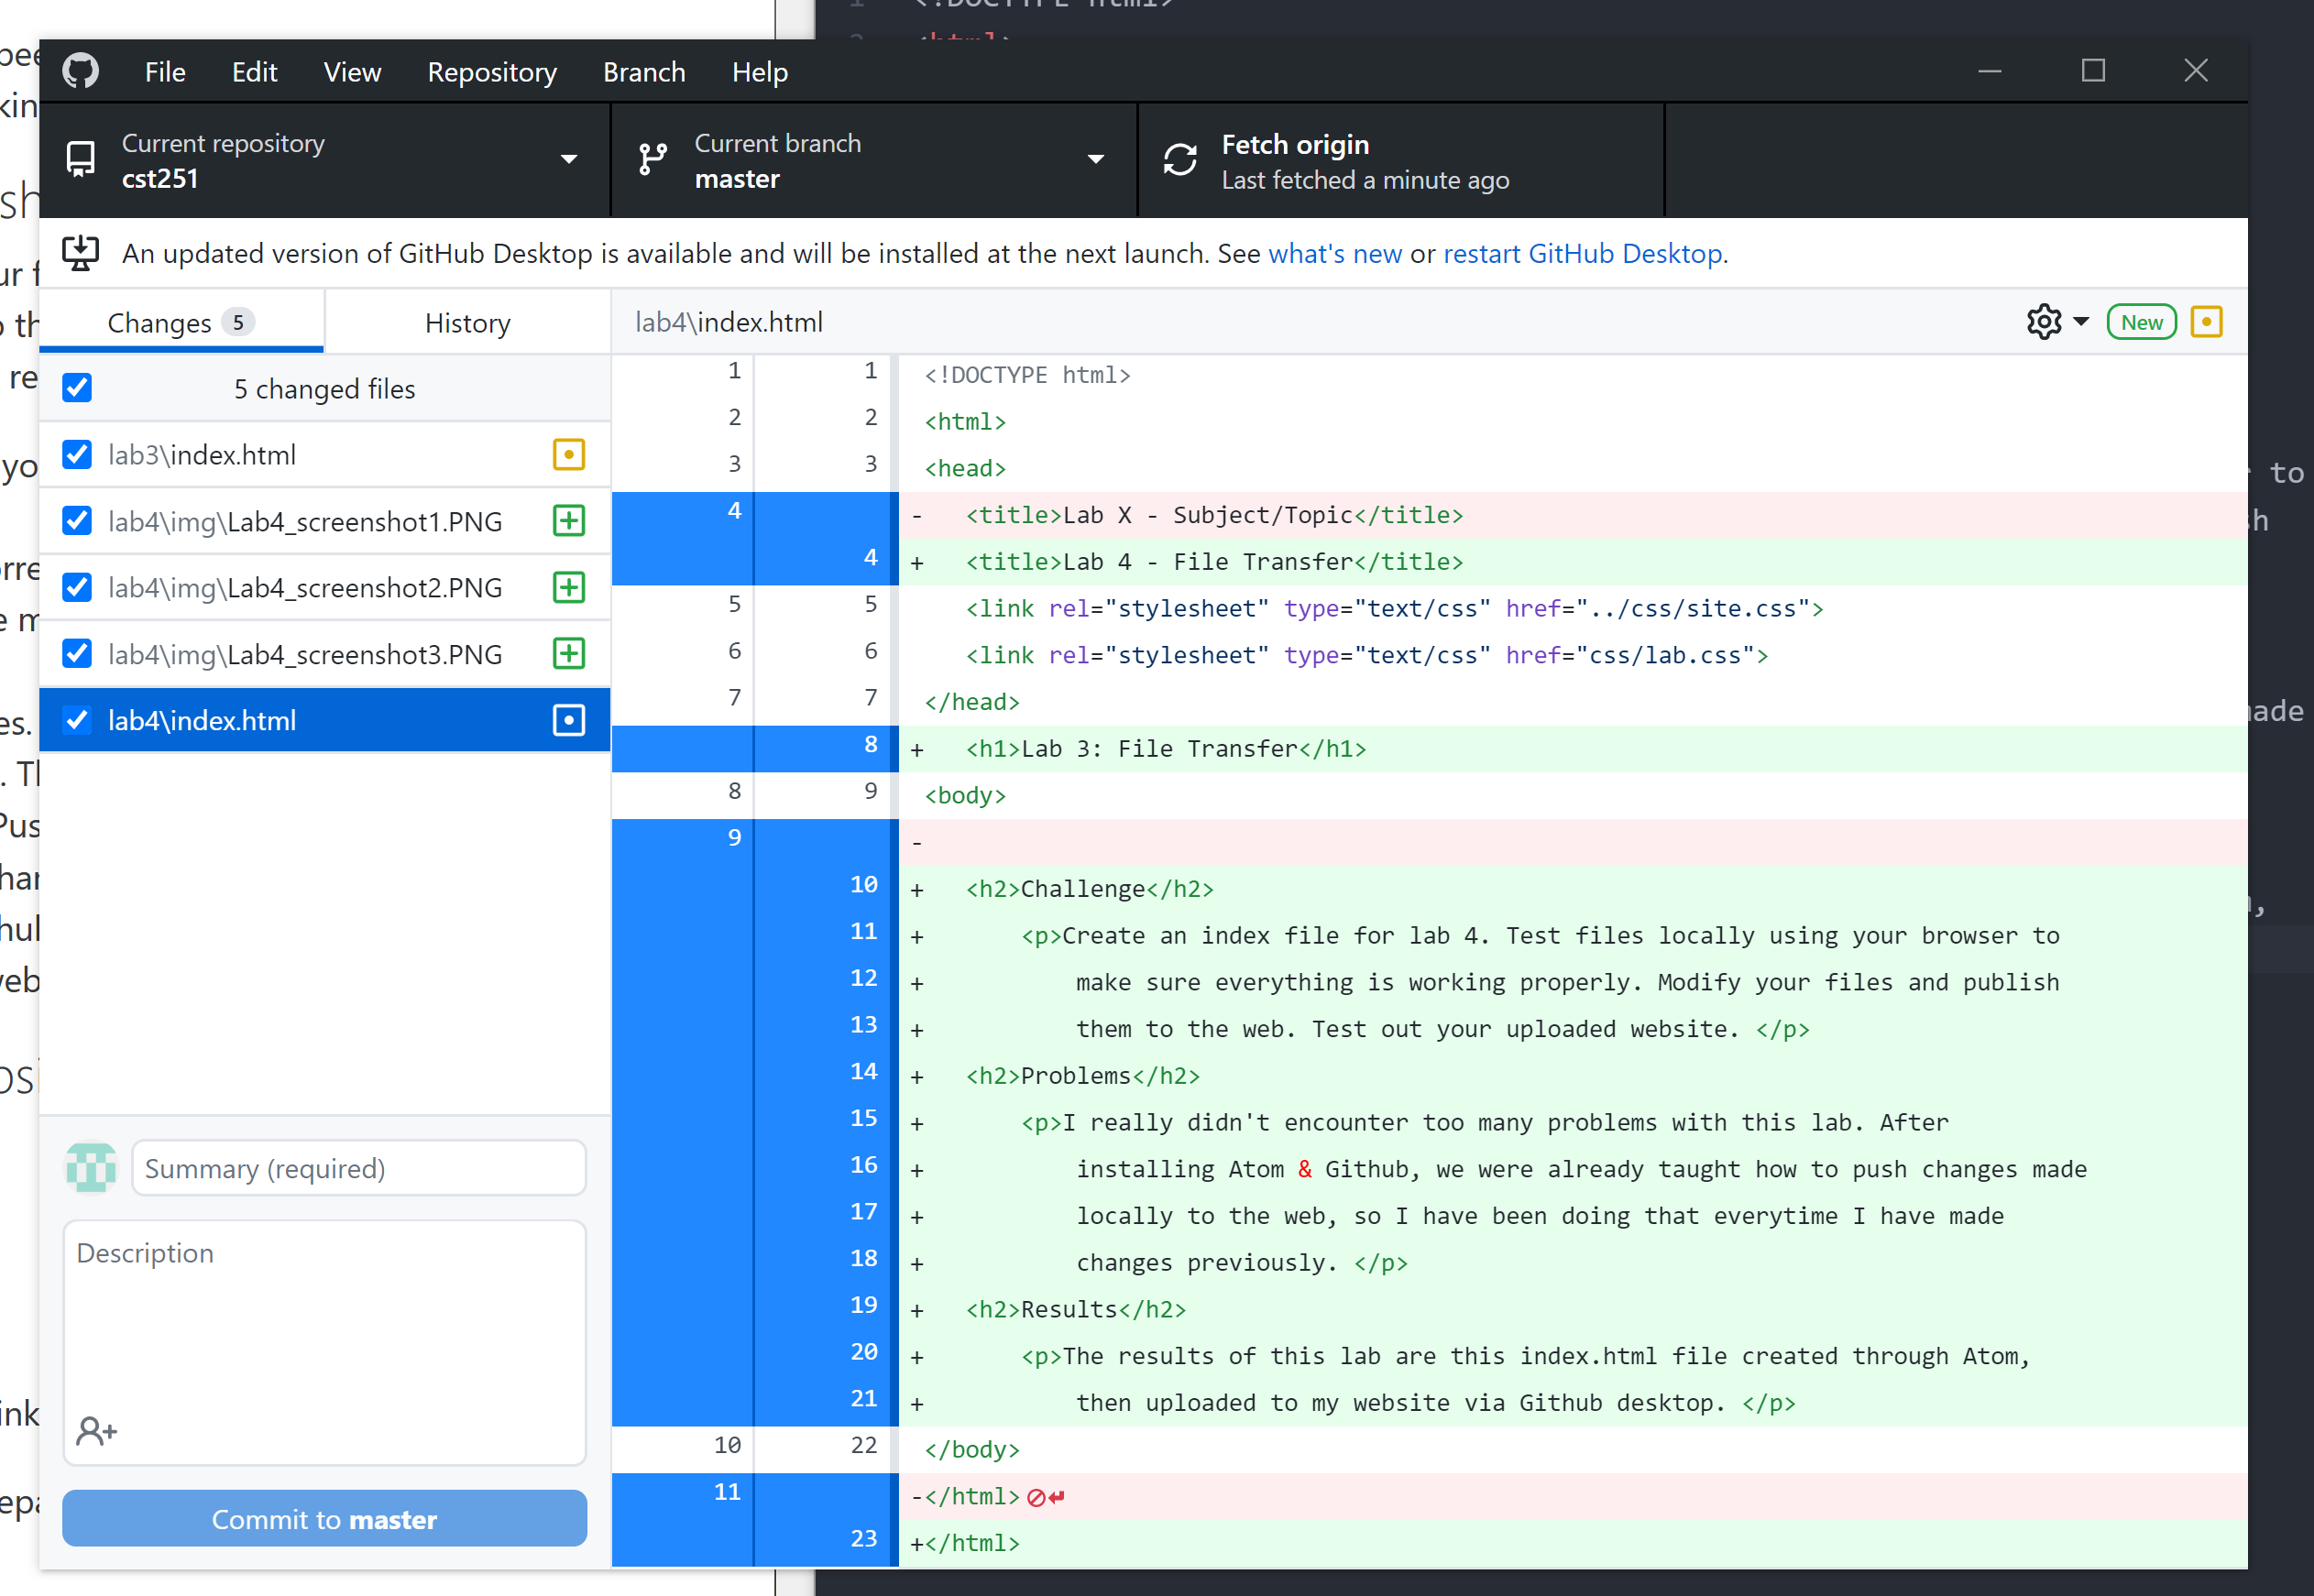 <!DOCTYPE html>
File Edit View Repository Branch Help
Current repository
cst251
Current branch
master
Fetch origin
Last fetched a minute ago
An updated version of GitHub Desktop is available and will be installed at the next launch. See what's new or restart GitHub Desktop.
Changes 5
History
5 changed files
lab3\index.html
lab4\img\Lab4_screenshot1.PNG
lab4\img\Lab4_screenshot2.PNG
lab4\img\Lab4_screenshot3.PNG
lab4\index.html
Summary (required)
Description
Commit to master
lab4\index.html
New
1 1 <!DOCTYPE html>
2 2 <html>
3 3 <head>
4 - <title>Lab X - Subject/Topic</title>
4 + <title>Lab 4 - File Transfer</title>
5 5 <link rel="stylesheet" type="text/css" href="../css/site.css">
6 6 <link rel="stylesheet" type="text/css" href="css/lab.css">
7 7 </head>
8 + <h1>Lab 3: File Transfer</h1>
8 9 <body>
9 -
10 + <h2>Challenge</h2>
11 + <p>Create an index file for lab 4. Test files locally using your browser to
12 + make sure everything is working properly. Modify your files and publish
13 + them to the web. Test out your uploaded website. </p>
14 + <h2>Problems</h2>
15 + <p>I really didn't encounter too many problems with this lab. After
16 + installing Atom & Github, we were already taught how to push changes made
17 + locally to the web, so I have been doing that everytime I have made
18 + changes previously. </p>
19 + <h2>Results</h2>
20 + <p>The results of this lab are this index.html file created through Atom,
21 + then uploaded to my website via Github desktop. </p>
10 22 </body>
11 -</html>
23 +</html>
to